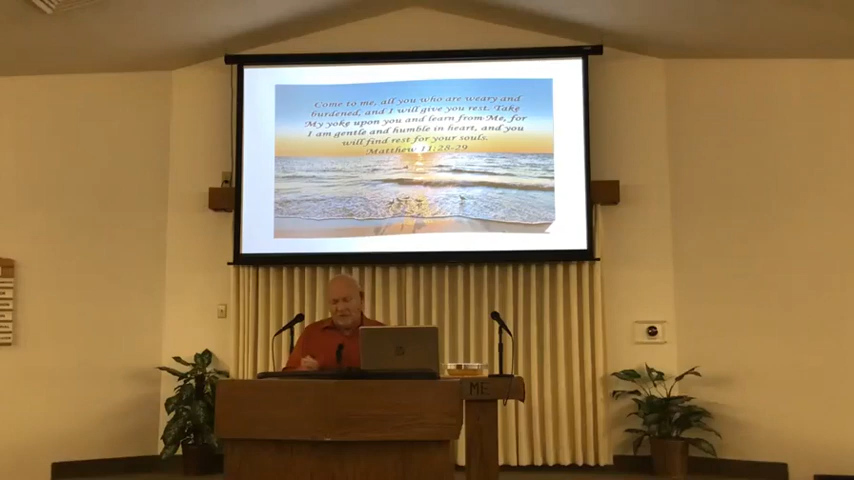 Come to me, all you who are weary and
burdened, and I will give you rest. Take
My yoke upon you and learn from Me, for
I am gentle and humble in heart, and you
will find rest for your souls.
Matthew 11:28-29
ME